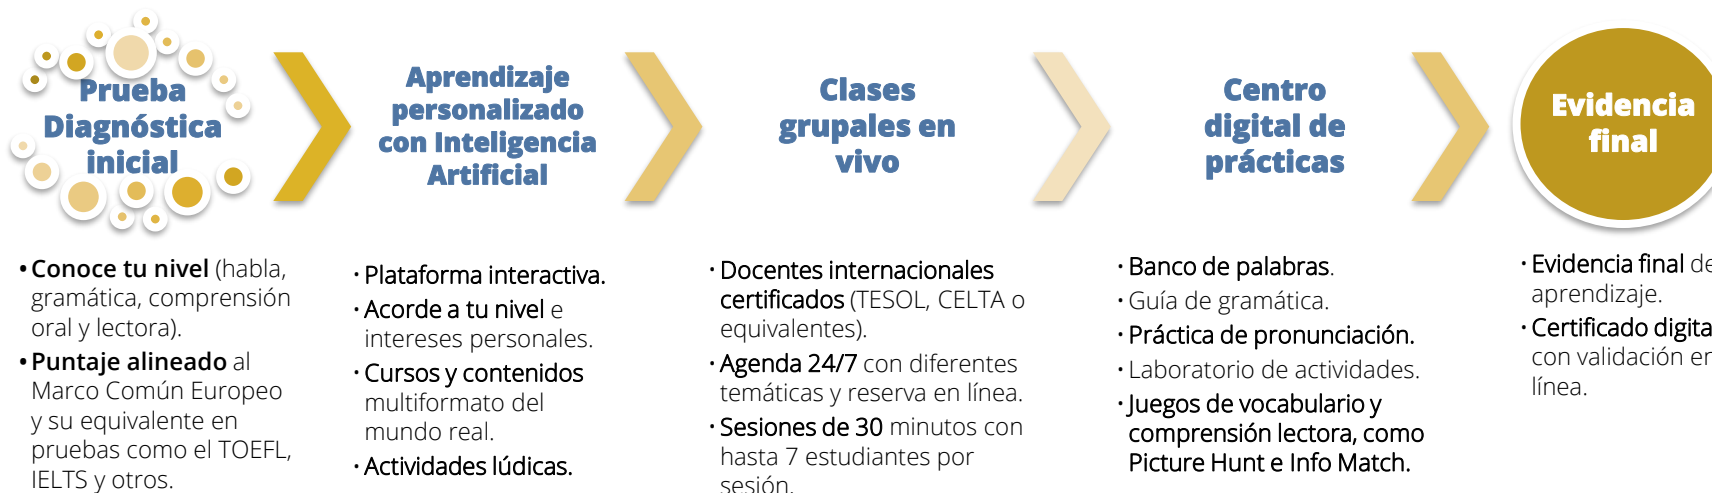 Prueba
Diagnóstica
inicial
• Conoce tu nivel (habla,
gramática, comprensión
oral y lectora).
• Puntaje alineado al
Marco Común Europeo
y su equivalente en
pruebas como el TOEFL,
IELTS y otros.
Aprendizaje
personalizado
con Inteligencia
Artificial
· Plataforma interactiva.
· Acorde a tu nivel e
intereses personales.
· Cursos y contenidos
multiformato del
mundo real.
· Actividades lúdicas.
Clases
grupales en
vivo
· Docentes internacionales
certificados (TESOL, CELTA o
equivalentes).
· Agenda 24/7 con diferentes
temáticas y reserva en línea.
· Sesiones de 30 minutos con
hasta 7 estudiantes por
sesión.
Centro
digital de
prácticas
· Banco de palabras.
· Guía de gramática.
· Práctica de pronunciación.
· Laboratorio de actividades.
· Juegos de vocabulario y
comprensión lectora, como
Picture Hunt e Info Match.
Evidencia
final
· Evidencia final de
aprendizaje.
· Certificado digita
con validación en
línea.